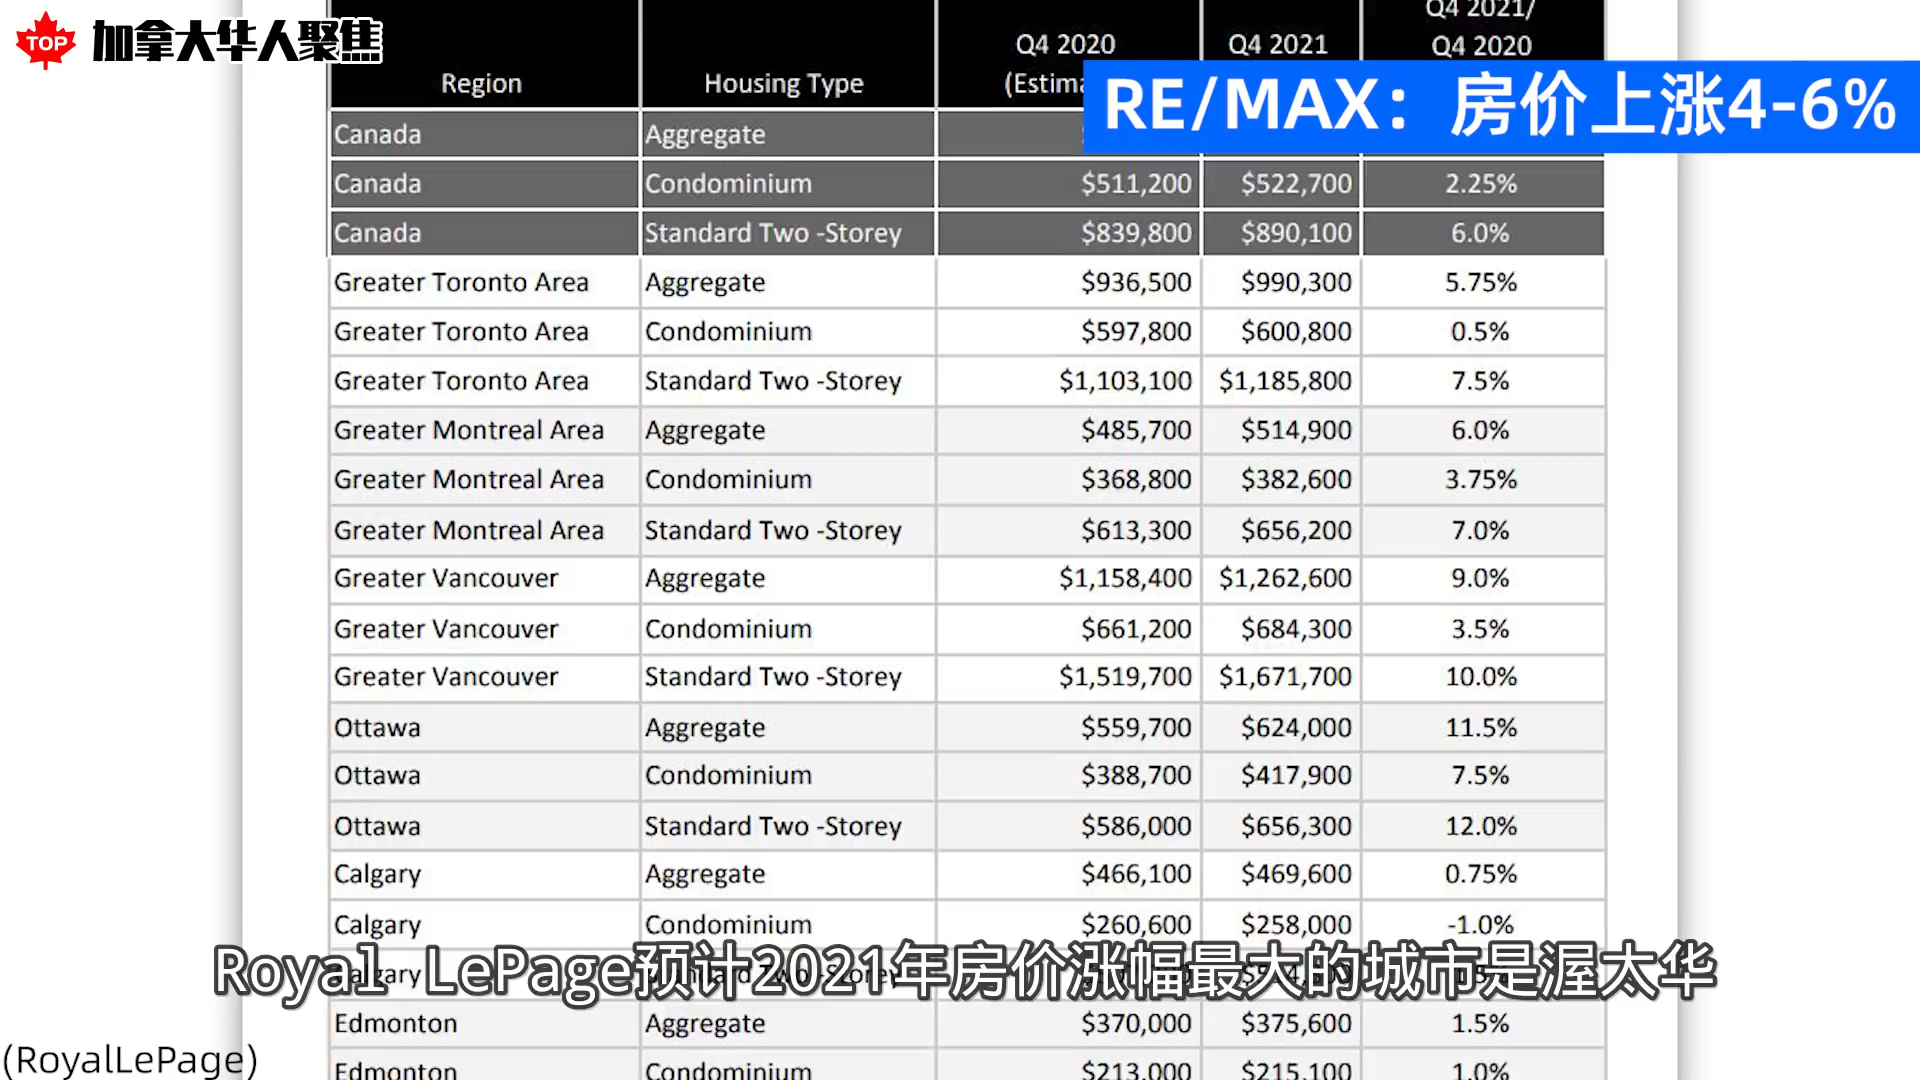 TOP 加拿大华人聚焦
Q4 2021/
Q4 2020 Q4 2021 Q4 2020
Region Housing Type
RE/MAX：房价上涨4-6%
Canada Aggregate
Canada Condominium $511,200 $522,700 2.25%
Canada Standard Two -Storey $839,800 $890,100 6.0%
Greater Toronto Area Aggregate $936,500 $990,300 5.75%
Greater Toronto Area Condominium $597,800 $600,800 0.5%
Greater Toronto Area Standard Two -Storey $1,103,100 $1,185,800 7.5%
Greater Montreal Area Aggregate $485,700 $514,900 6.0%
Greater Montreal Area Condominium $368,800 $382,600 3.75%
Greater Montreal Area Standard Two -Storey $613,300 $656,200 7.0%
Greater Vancouver Aggregate $1,158,400 $1,262,600 9.0%
Greater Vancouver Condominium $661,200 $684,300 3.5%
Greater Vancouver Standard Two -Storey $1,519,700 $1,671,700 10.0%
Ottawa Aggregate $559,700 $624,000 11.5%
Ottawa Condominium $388,700 $417,900 7.5%
Ottawa Standard Two -Storey $586,000 $656,300 12.0%
Calgary Aggregate $466,100 $469,600 0.75%
Calgary Condominium $260,600 $258,000 -1.0%
Calgary Standard Two -Storey
Royal LePage预计2021年房价涨幅最大的城市是渥太华
Edmonton Aggregate $370,000 $375,600 1.5%
Edmonton Condominium $213,000 $215,100 1.0%
(RoyalLePage)